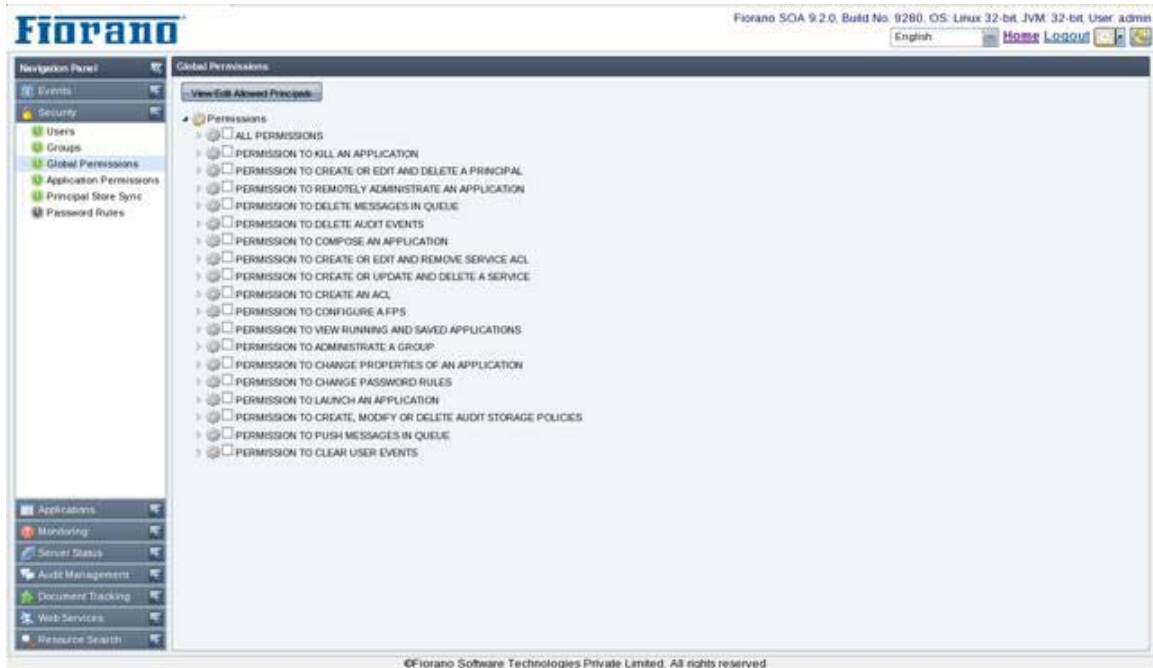 Fiorano
Fiorano SOA 9.2.0, Build No: 9280, OS: Linux 32-bit, JVM: 32-bit, User: admin
English
Home Logout
Navigation Panel
Events
Security
Users
Groups
Global Permissions
Application Permissions
Principal Store Sync
Password Rules
Applications
Monitoring
Server Status
Audit Management
Document Tracking
Web Services
Resource Search
Global Permissions
View/Edit Allowed Principals
Permissions
ALL PERMISSIONS
PERMISSION TO KILL AN APPLICATION
PERMISSION TO CREATE OR EDIT AND DELETE A PRINCIPAL
PERMISSION TO REMOTELY ADMINISTRATE AN APPLICATION
PERMISSION TO DELETE MESSAGES IN QUEUE
PERMISSION TO DELETE AUDIT EVENTS
PERMISSION TO COMPOSE AN APPLICATION
PERMISSION TO CREATE OR EDIT AND REMOVE SERVICE ACL
PERMISSION TO CREATE OR UPDATE AND DELETE A SERVICE
PERMISSION TO CREATE AN ACL
PERMISSION TO CONFIGURE A FPS
PERMISSION TO VIEW RUNNING AND SAVED APPLICATIONS
PERMISSION TO ADMINISTRATE A GROUP
PERMISSION TO CHANGE PROPERTIES OF AN APPLICATION
PERMISSION TO CHANGE PASSWORD RULES
PERMISSION TO LAUNCH AN APPLICATION
PERMISSION TO CREATE, MODIFY OR DELETE AUDIT STORAGE POLICIES
PERMISSION TO PUSH MESSAGES IN QUEUE
PERMISSION TO CLEAR USER EVENTS
©Fiorano Software Technologies Private Limited. All rights reserved